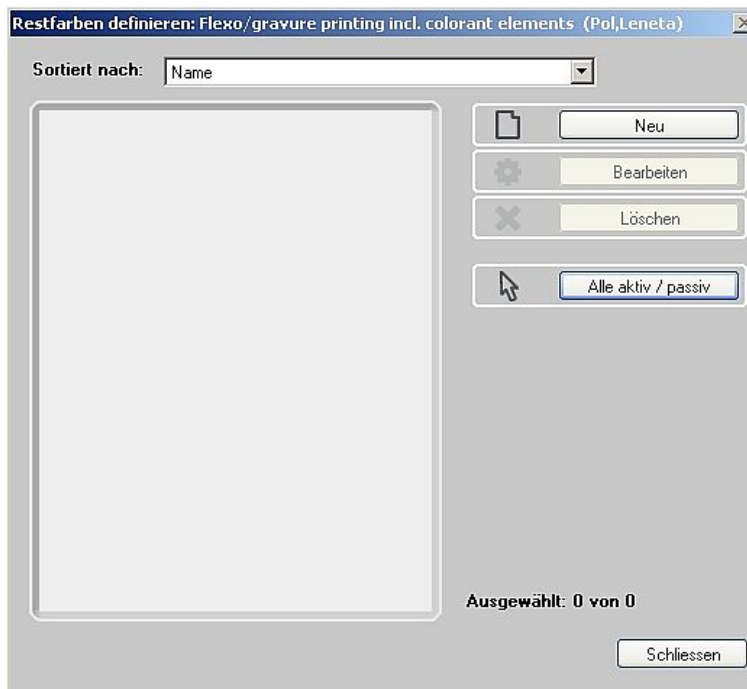 Restfarben definieren: Flexo/gravure printing incl. colorant elements (Pol,Leneta)
Sortiert nach: Name
Neu
Bearbeiten
Löschen
Alle aktiv / passiv
Ausgewählt: 0 von 0
Schliessen